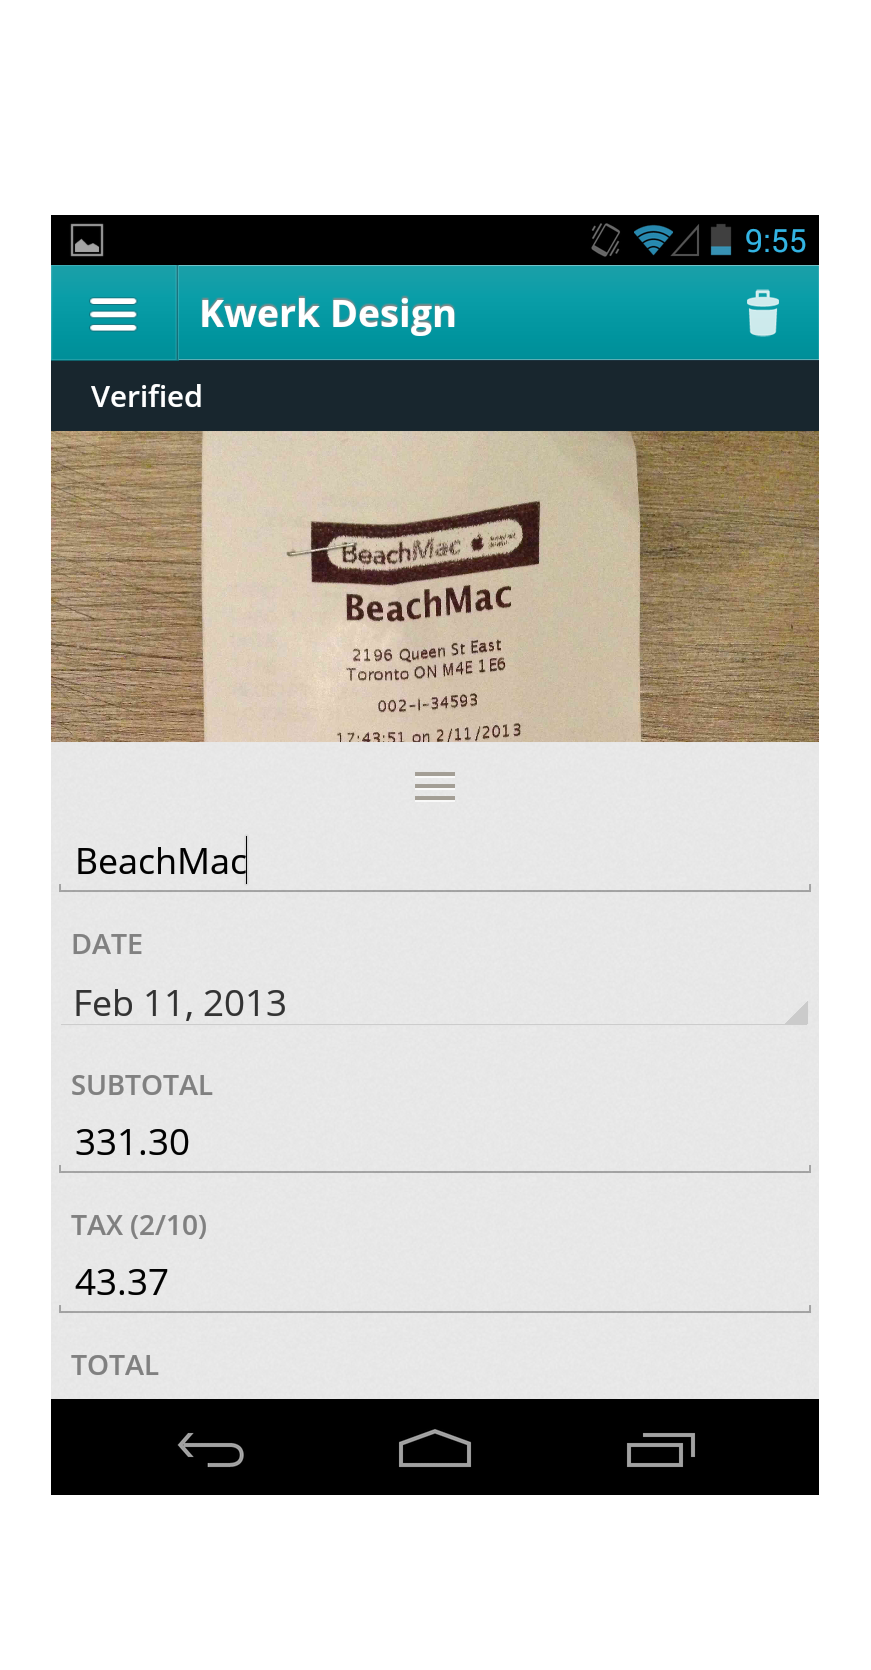 9:55
Kwerk Design
Verified
BeachMac
BeachMac
2196 Queen St East
Toronto ON M4E 1E6
002-I-34593
17:43:51 on 2/11/2013
BeachMac
DATE
Feb 11, 2013
SUBTOTAL
331.30
TAX (2/10)
43.37
TOTAL